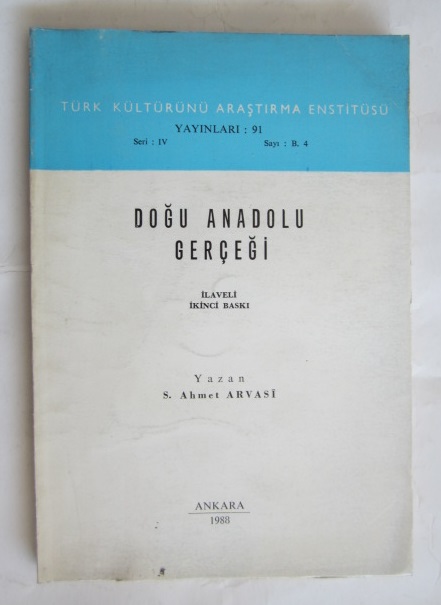 TÜRK KÜLTÜRÜNÜ ARAŞTIRMA ENSTİTÜSÜ
YAYINLARI : 91
Seri : IV Sayı : B. 4
DOĞU ANADOLU
GERÇEĞİ
İLAVELİ
İKİNCİ BASKI
Yazan
S. Ahmet ARVASÎ
ANKARA
1988